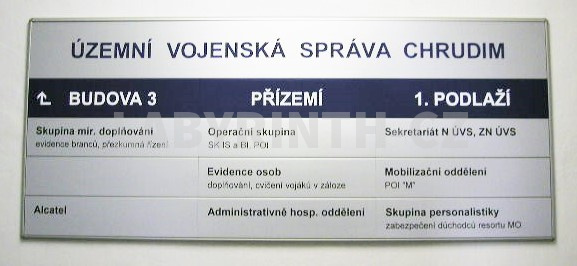 ÚZEMNÍ VOJENSKÁ SPRÁVA CHRUDIM
BUDOVA 3 PŘÍZEMÍ 1. PODLAŽÍ
Skupina mír. doplňování Operační skupina Sekretariát N ÚVS, ZN ÚVS
evidence branců, přezkumná řízení SK IS a BI, POI
Evidence osob Mobilizační oddělení
doplňování, cvičení vojáků v záloze POI "M"
Alcatel Administrativně hosp. oddělení Skupina personalistiky
zabezpečení důchodců resortu MO
LABYRINTH-CZ